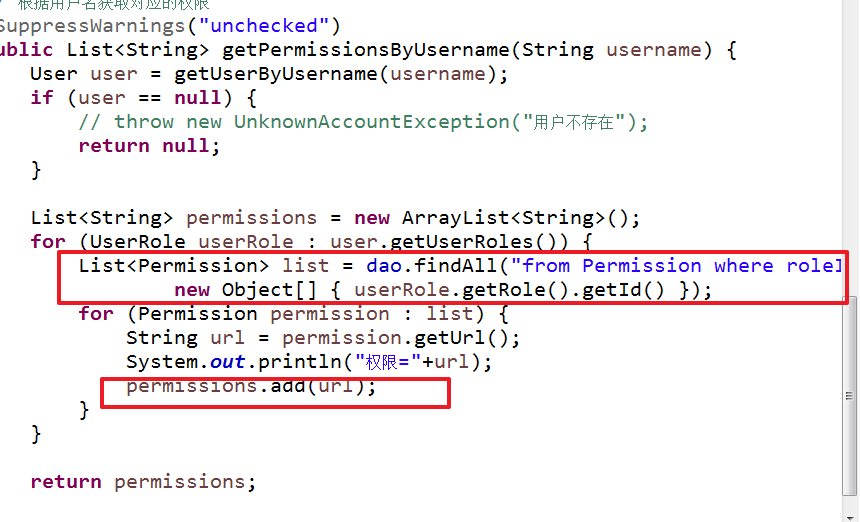 根据用户名获取对应的权限
SuppressWarnings("unchecked")
ublic List<String> getPermissionsByUsername(String username) {
User user = getUserByUsername(username);
if (user == null) {
// throw new UnknownAccountException("用户不存在");
return null;
}
List<String> permissions = new ArrayList<String>();
for (UserRole userRole : user.getUserRoles()) {
List<Permission> list = dao.findAll("from Permission where roleI
new Object[] { userRole.getRole().getId() });
for (Permission permission : list) {
String url = permission.getUrl();
System.out.println("权限="+url);
permissions.add(url);
}
}
return permissions;